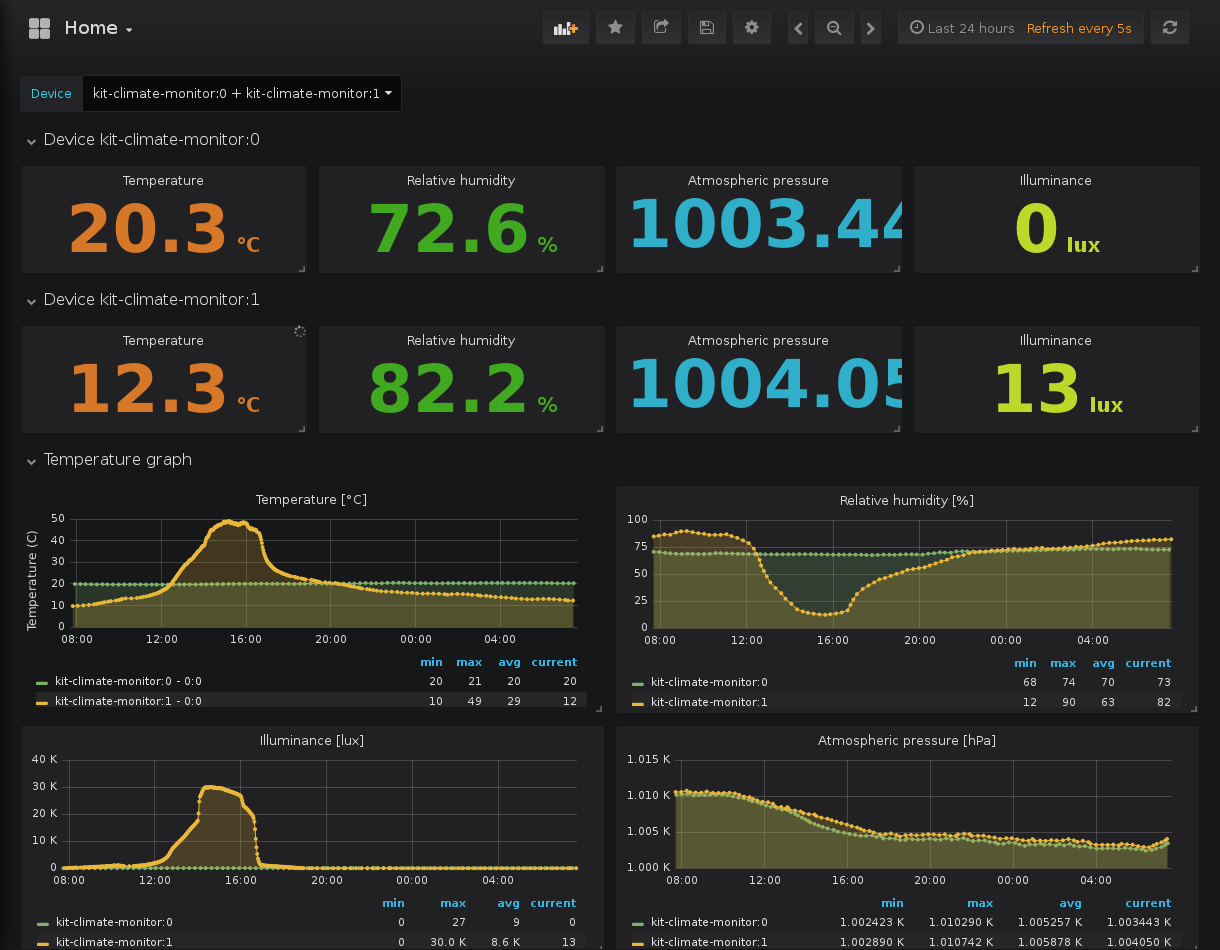 Home
Last 24 hours Refresh every 5s
Device kit-climate-monitor:0 + kit-climate-monitor:1
Device kit-climate-monitor:0
Temperature Relative humidity Atmospheric pressure Illuminance
20.3 °C 72.6 % 1003.44 0 lux
Device kit-climate-monitor:1
Temperature Relative humidity Atmospheric pressure Illuminance
12.3 °C 82.2 % 1004.05 13 lux
Temperature graph
Temperature [°C]
Temperature (C)
50
40
30
20
10
0
08:00 12:00 16:00 20:00 00:00 04:00
min max avg current
kit-climate-monitor:0 - 0:0 20 21 20 20
kit-climate-monitor:1 - 0:0 10 49 29 12
Relative humidity [%]
100
75
50
25
0
08:00 12:00 16:00 20:00 00:00 04:00
min max avg current
kit-climate-monitor:0 68 74 70 73
kit-climate-monitor:1 12 90 63 82
Illuminance [lux]
40 K
30 K
20 K
10 K
0
08:00 12:00 16:00 20:00 00:00 04:00
min max avg current
kit-climate-monitor:0 0 27 9 0
kit-climate-monitor:1 0 30.0 K 8.6 K 13
Atmospheric pressure [hPa]
1.015 K
1.010 K
1.005 K
1.000 K
08:00 12:00 16:00 20:00 00:00 04:00
min max avg current
kit-climate-monitor:0 1.002423 K 1.010290 K 1.005257 K 1.003443 K
kit-climate-monitor:1 1.002890 K 1.010742 K 1.005878 K 1.004050 K